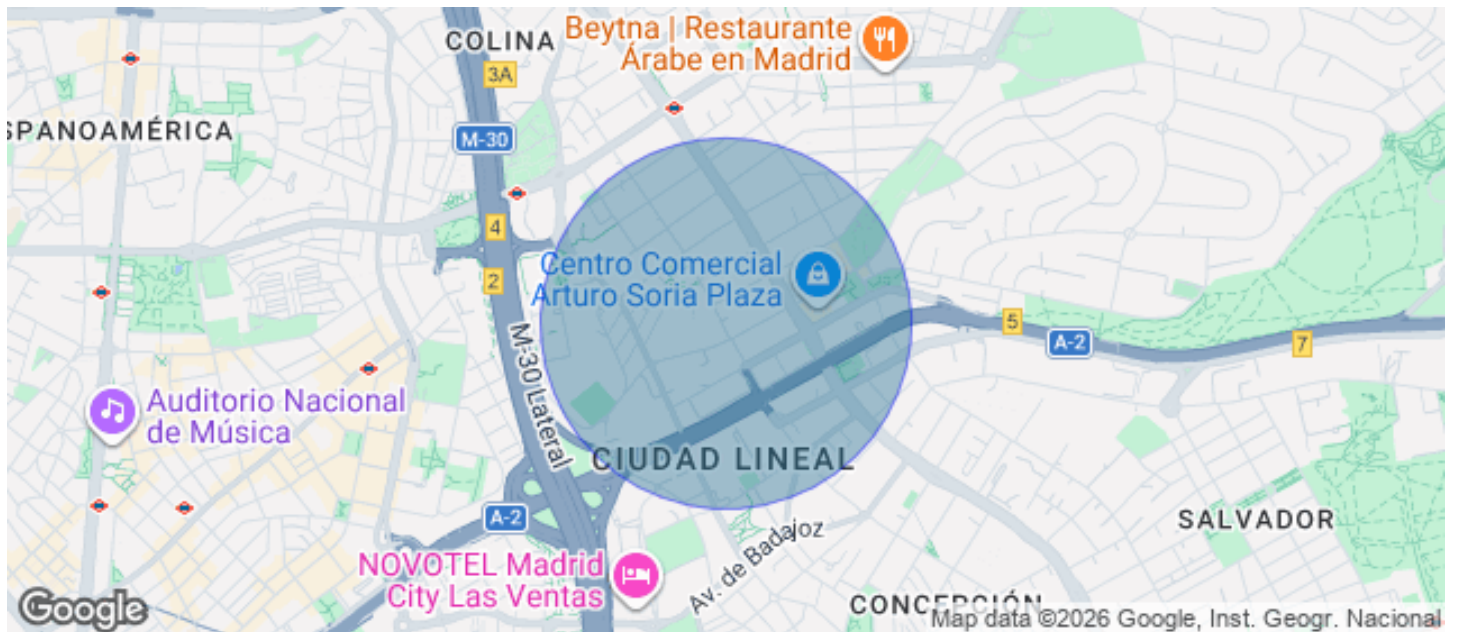 COLINA
Beytna | Restaurante
Árabe en Madrid
3A
SPANOAMÉRICA
M-30
4
2
Centro Comercial
Arturo Soria Plaza
5
A-2
7
M-30 Lateral
Auditorio Nacional
de Música
CIUDAD LINEAL
A-2
SALVADOR
Av. de Badajoz
NOVOTEL Madrid
City Las Ventas
CONCEPCIÓN
Google
Map data ©2026 Google, Inst. Geogr. Nacional